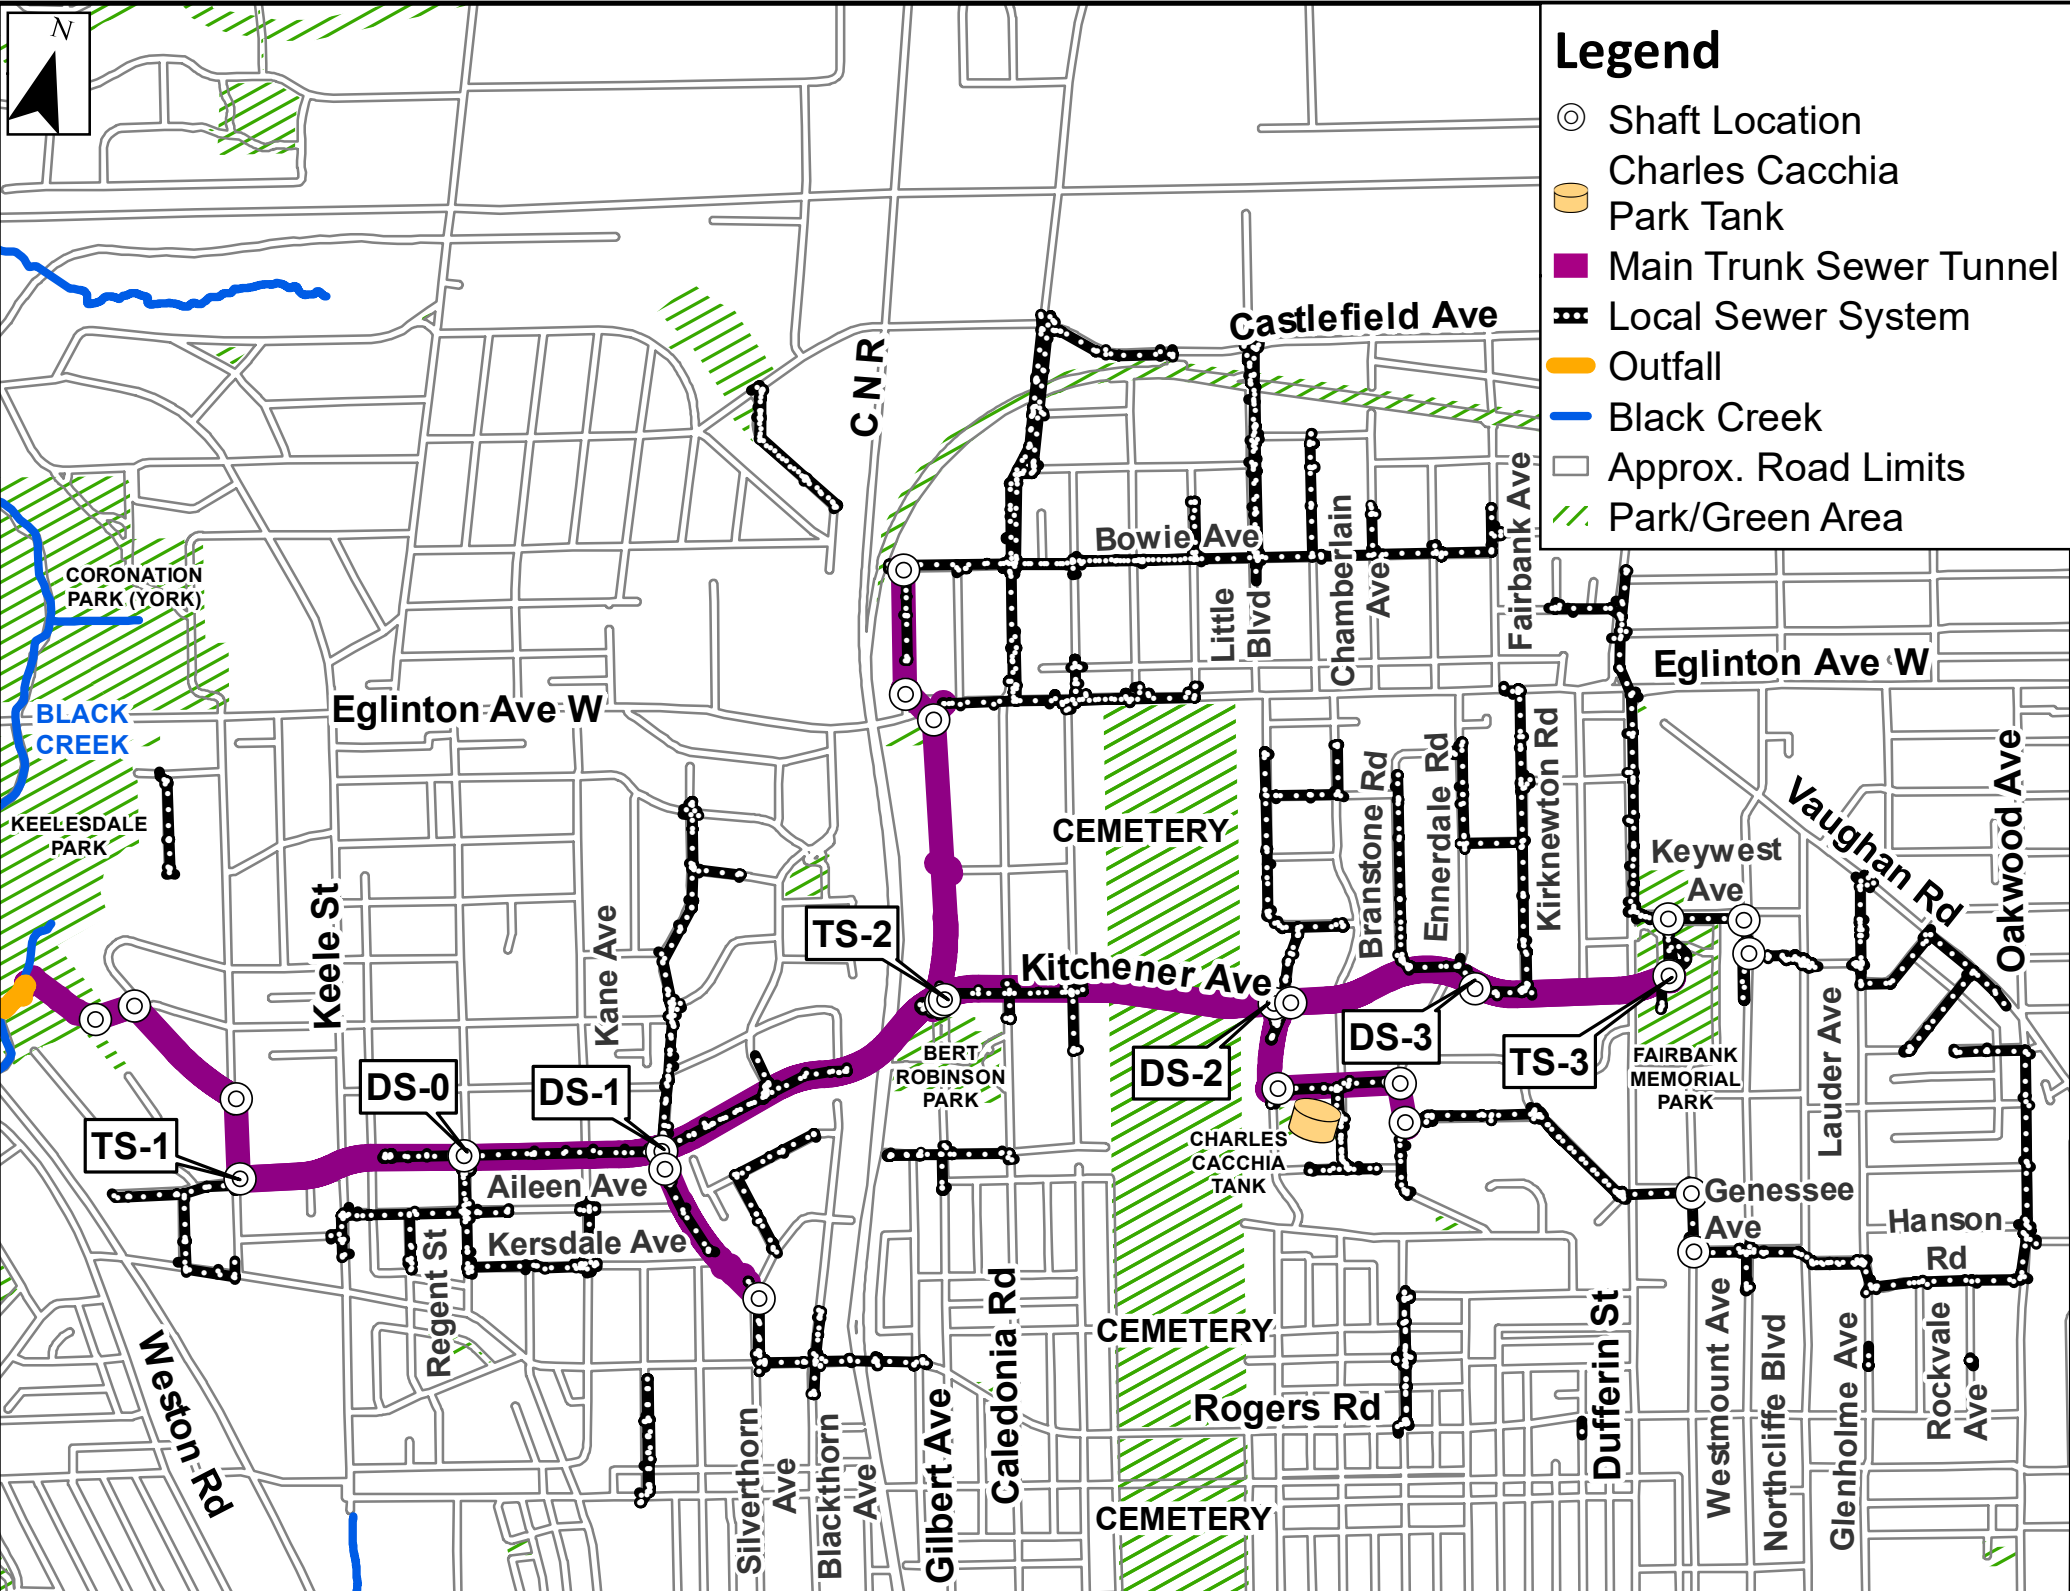 N
Legend
Shaft Location
Charles Cacchia
Park Tank
Main Trunk Sewer Tunnel
Local Sewer System
Outfall
Black Creek
Approx. Road Limits
Park/Green Area
Castlefield Ave
C N R
Bowie Ave
Little
Blvd
Chamberlain
Ave
Fairbank Ave
CORONATION
PARK (YORK)
Eglinton Ave W
Eglinton Ave W
BLACK
CREEK
KEELESDALE
PARK
CEMETERY
Branstone Rd
Ennerdale Rd
Kirknewton Rd
Keywest
Ave
Vaughan Rd
Oakwood Ave
Keele St
Kane Ave
TS-2
Kitchener Ave
DS-2
DS-3
TS-3
FAIRBANK
MEMORIAL
PARK
Lauder Ave
BERT
ROBINSON
PARK
DS-0
DS-1
TS-1
CHARLES
CACCHIA
TANK
Aileen Ave
Kersdale Ave
Regent St
Genessee
Ave
Hanson
Rd
Weston Rd
Silverthorn
Ave
Blackthorn
Ave
Gilbert Ave
Caledonia Rd
CEMETERY
Rogers Rd
CEMETERY
Dufferin St
Westmount Ave
Northcliffe Blvd
Glenholme Ave
Rockvale
Ave